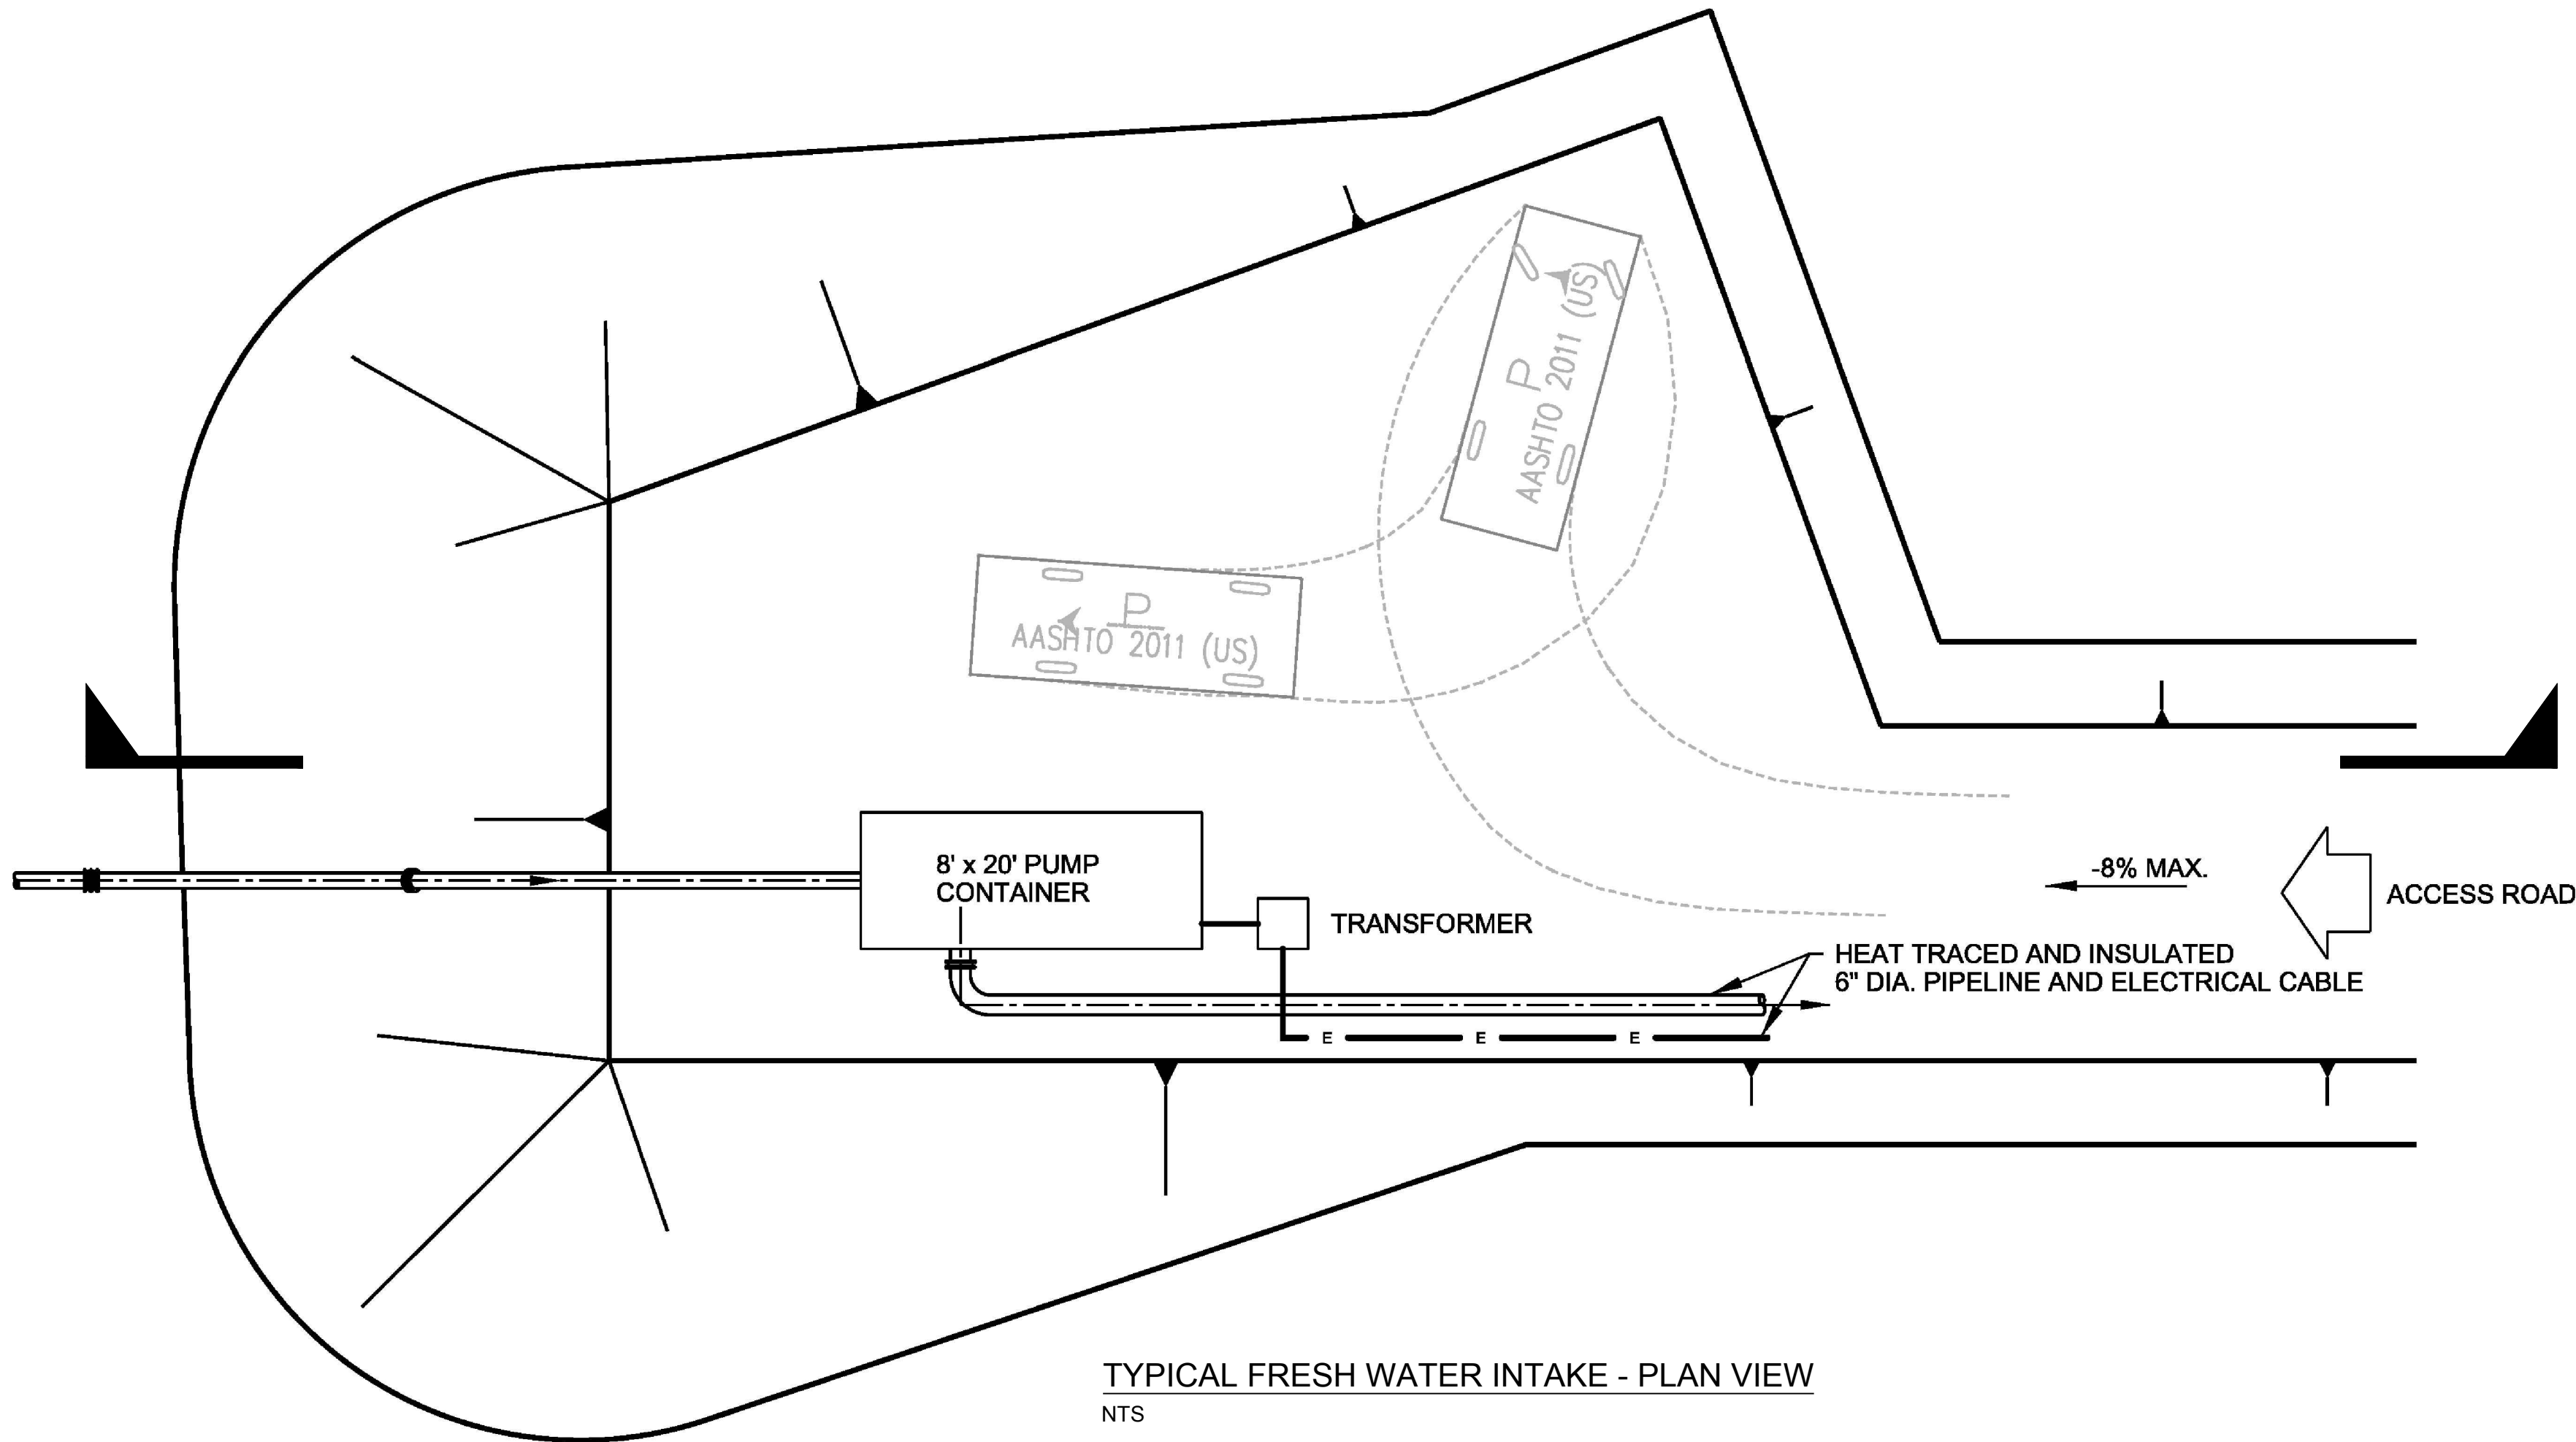 P
AASHTO 2011 (US)
P
AASHTO 2011 (US)
8' x 20' PUMP
CONTAINER
TRANSFORMER
-8% MAX.
ACCESS ROAD
HEAT TRACED AND INSULATED
6" DIA. PIPELINE AND ELECTRICAL CABLE
E E E
TYPICAL FRESH WATER INTAKE - PLAN VIEW
NTS